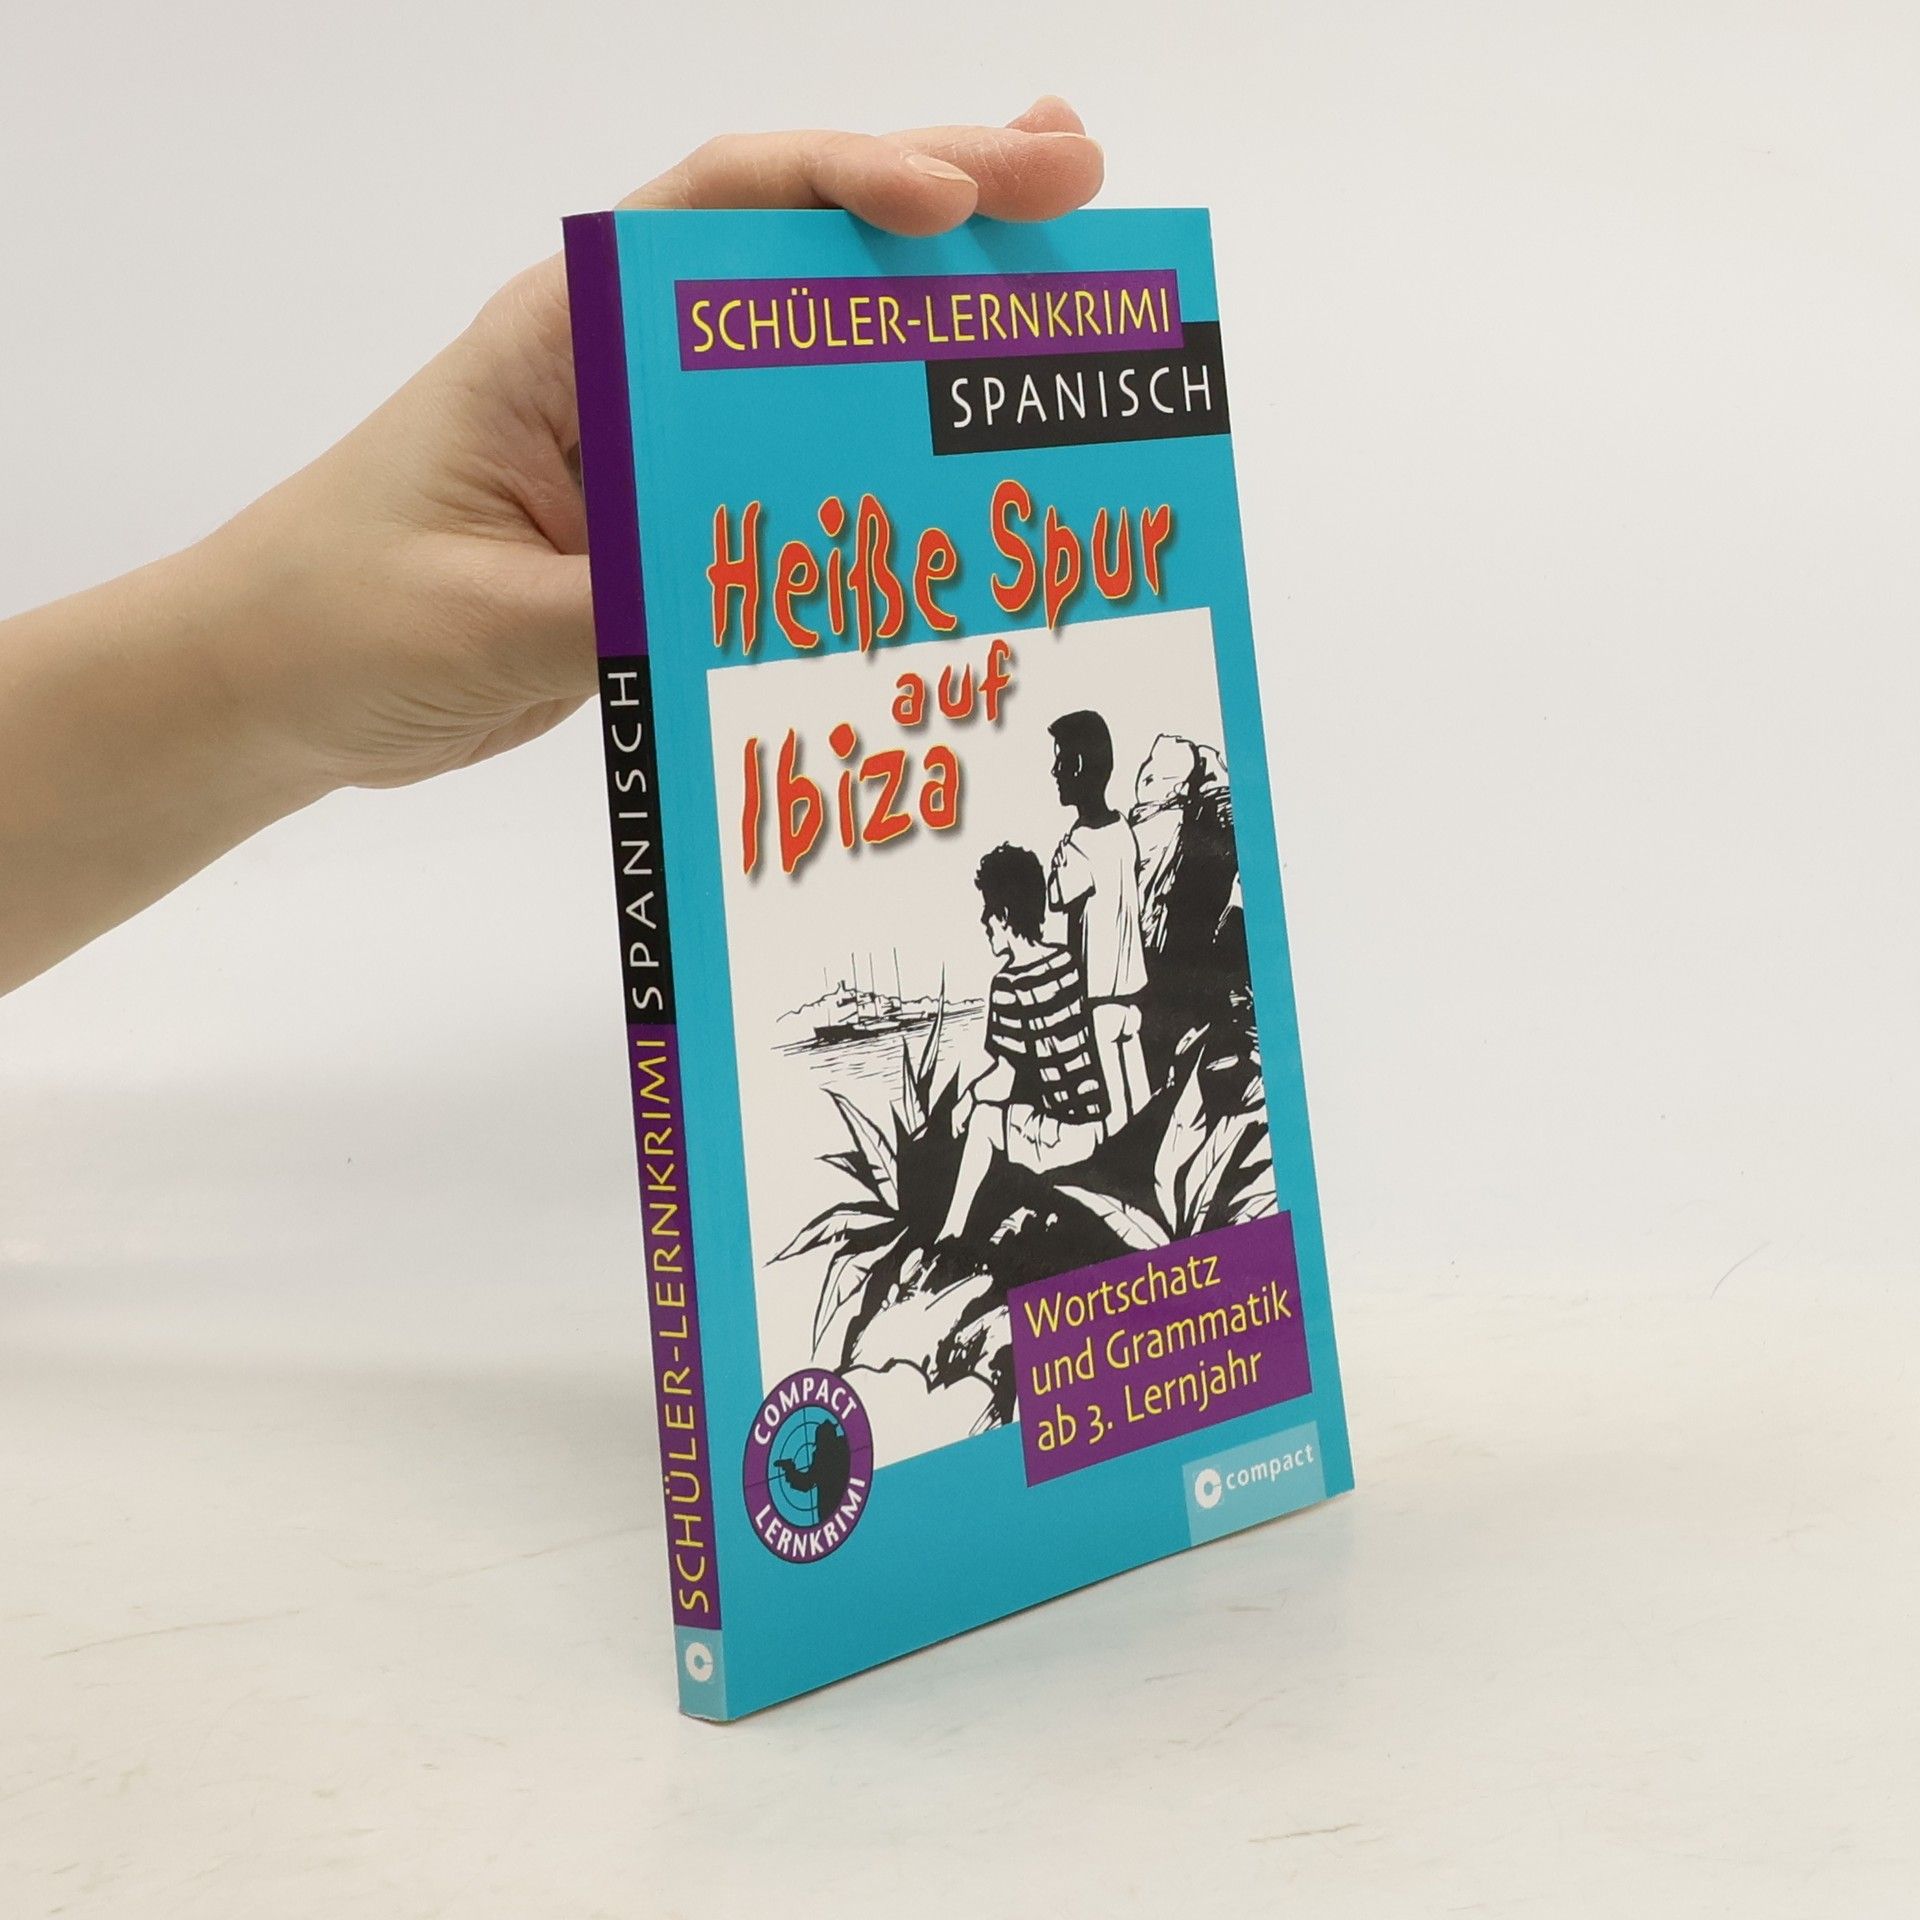 SCHÜLER-LERNKRIMI
SPANISCH
Heiße Spur
auf
Ibiza
Wortschatz
und Grammatik
ab 3. Lernjahr
COMPACT
LERNKRIMI
compact
SCHÜLER-LERNKRIMI SPANISCH